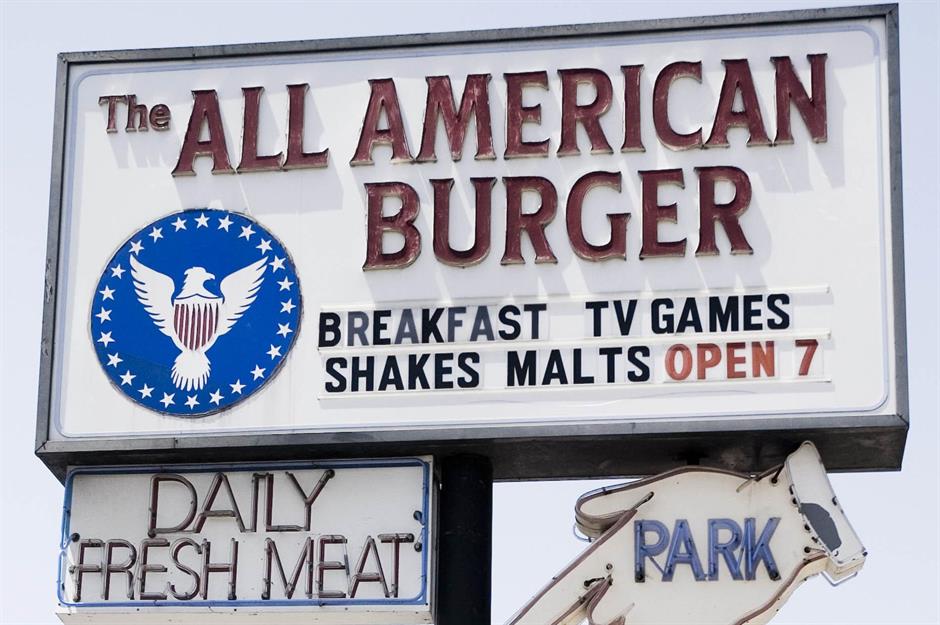 The ALL AMERICAN
BURGER
BREAKFAST TV GAMES
SHAKES MALTS OPEN 7
DAILY
FRESH MEAT
PARK